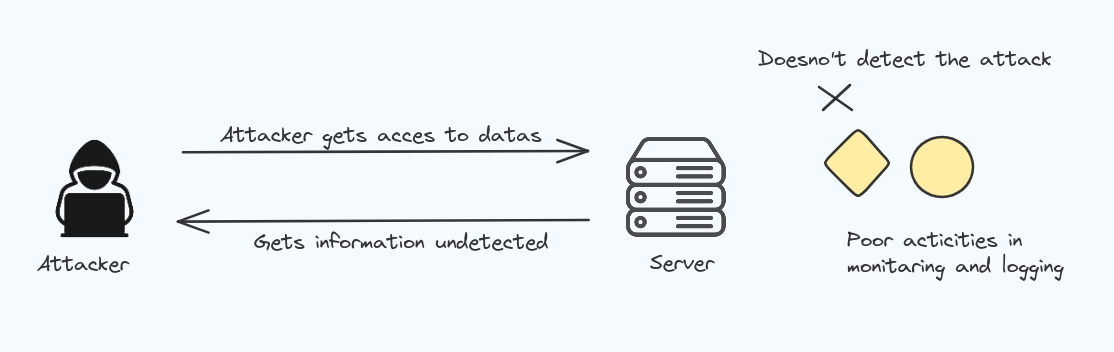 Doesno't detect the attack
Attacker gets acces to datas
Gets information undetected
Attacker
Server
Poor acticities in
monitaring and logging